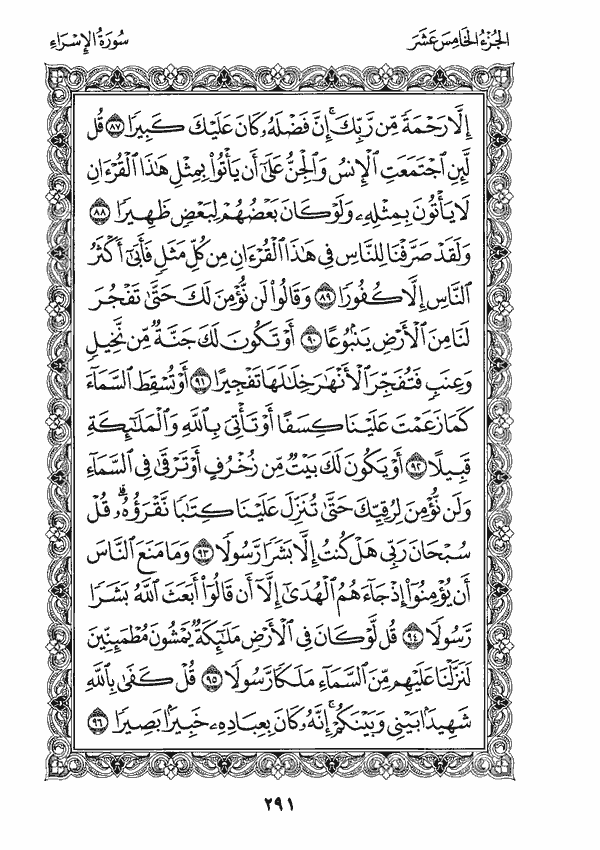 الجُزْءُ الخَامِسَ عَشَرَ
سُورَةُ الإِسْرَاءِ
إِلَّا رَحْمَةً مِّن رَّبِّكَ ۚ إِنَّ فَضْلَهُۥ كَانَ عَلَيْكَ كَبِيرًا ٨٧ قُل
لَّئِنِ ٱجْتَمَعَتِ ٱلْإِنسُ وَٱلْجِنُّ عَلَىٰٓ أَن يَأْتُوا۟ بِمِثْلِ هَٰذَا ٱلْقُرْءَانِ
لَا يَأْتُونَ بِمِثْلِهِۦ وَلَوْ كَانَ بَعْضُهُمْ لِبَعْضٍ ظَهِيرًا ٨٨
وَلَقَدْ صَرَّفْنَا لِلنَّاسِ فِى هَٰذَا ٱلْقُرْءَانِ مِن كُلِّ مَثَلٍ فَأَبَىٰٓ أَكْثَرُ
ٱلنَّاسِ إِلَّا كُفُورًا ٨٩ وَقَالُوا۟ لَن نُّؤْمِنَ لَكَ حَتَّىٰ تَفْجُرَ
لَنَا مِنَ ٱلْأَرْضِ يَنۢبُوعًا ٩٠ أَوْ تَكُونَ لَكَ جَنَّةٌ مِّن نَّخِيلٍ
وَعِنَبٍ فَتُفَجِّرَ ٱلْأَنْهَٰرَ خِلَٰلَهَا تَفْجِيرًا ٩١ أَوْ تُسْقِطَ ٱلسَّمَآءَ
كَمَا زَعَمْتَ عَلَيْنَا كِسَفًا أَوْ تَأْتِىَ بِٱللَّهِ وَٱلْمَلَٰٓئِكَةِ
قَبِيلًا ٩٢ أَوْ يَكُونَ لَكَ بَيْتٌ مِّن زُخْرُفٍ أَوْ تَرْقَىٰ فِى ٱلسَّمَآءِ
وَلَن نُّؤْمِنَ لِرُقِيِّكَ حَتَّىٰ تُنَزِّلَ عَلَيْنَا كِتَٰبًا نَّقْرَؤُهُۥ ۗ قُلْ
سُبْحَانَ رَبِّى هَلْ كُنتُ إِلَّا بَشَرًا رَّسُولًا ٩٣ وَمَا مَنَعَ ٱلنَّاسَ
أَن يُؤْمِنُوٓا۟ إِذْ جَآءَهُمُ ٱلْهُدَىٰٓ إِلَّآ أَن قَالُوٓا۟ أَبَعَثَ ٱللَّهُ بَشَرًا
رَّسُولًا ٩٤ قُل لَّوْ كَانَ فِى ٱلْأَرْضِ مَلَٰٓئِكَةٌ يَمْشُونَ مُطْمَئِنِّينَ
لَنَزَّلْنَا عَلَيْهِم مِّنَ ٱلسَّمَآءِ مَلَكًا رَّسُولًا ٩٥ قُلْ كَفَىٰ بِٱللَّهِ
شَهِيدًۢا بَيْنِى وَبَيْنَكُمْ ۚ إِنَّهُۥ كَانَ بِعِبَادِهِۦ خَبِيرًۢا بَصِيرًا ٩٦
٢٩١